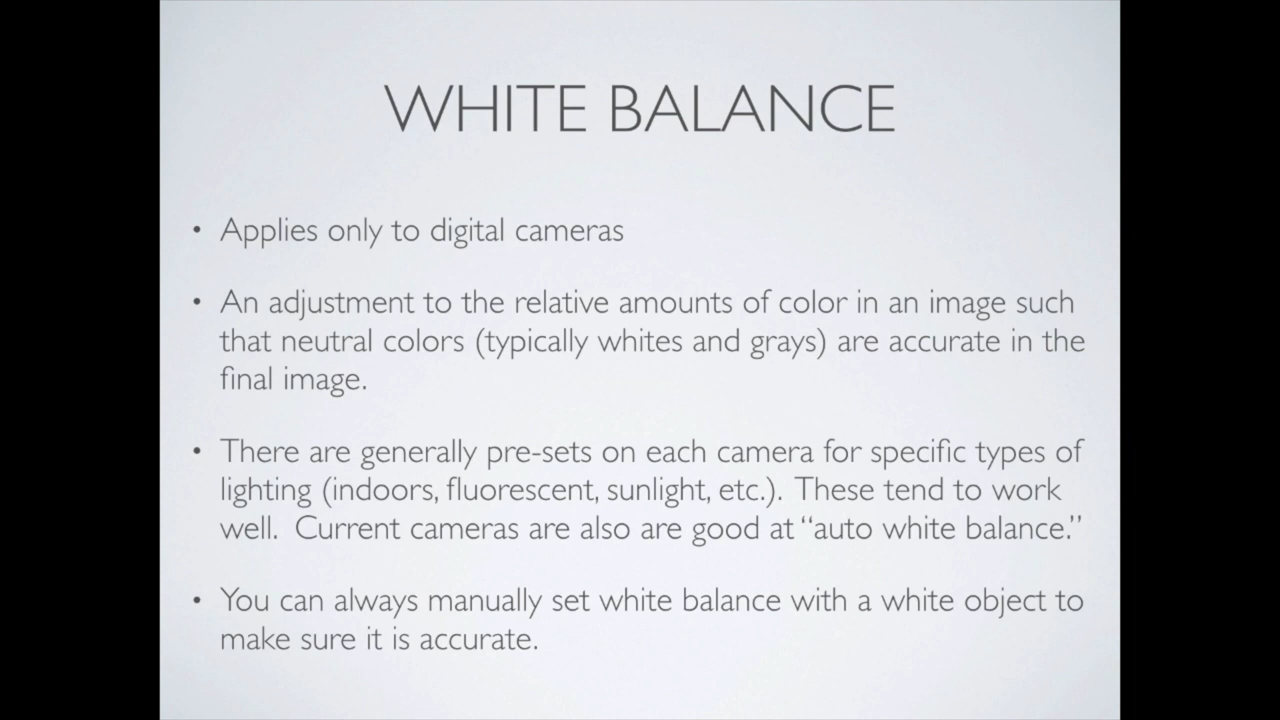 WHITE BALANCE
• Applies only to digital cameras
• An adjustment to the relative amounts of color in an image such
that neutral colors (typically whites and grays) are accurate in the
final image.
• There are generally pre-sets on each camera for specific types of
lighting (indoors, fluorescent, sunlight, etc.).  These tend to work
well.  Current cameras are also are good at “auto white balance.”
• You can always manually set white balance with a white object to
make sure it is accurate.